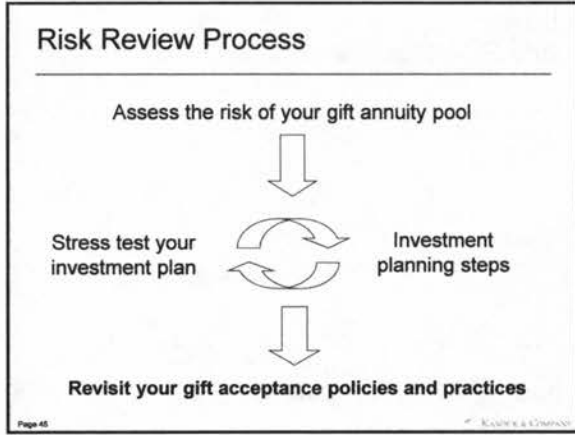 Risk Review Process
Assess the risk of your gift annuity pool
Stress test your
investment plan
Investment
planning steps
Revisit your gift acceptance policies and practices
Page 45